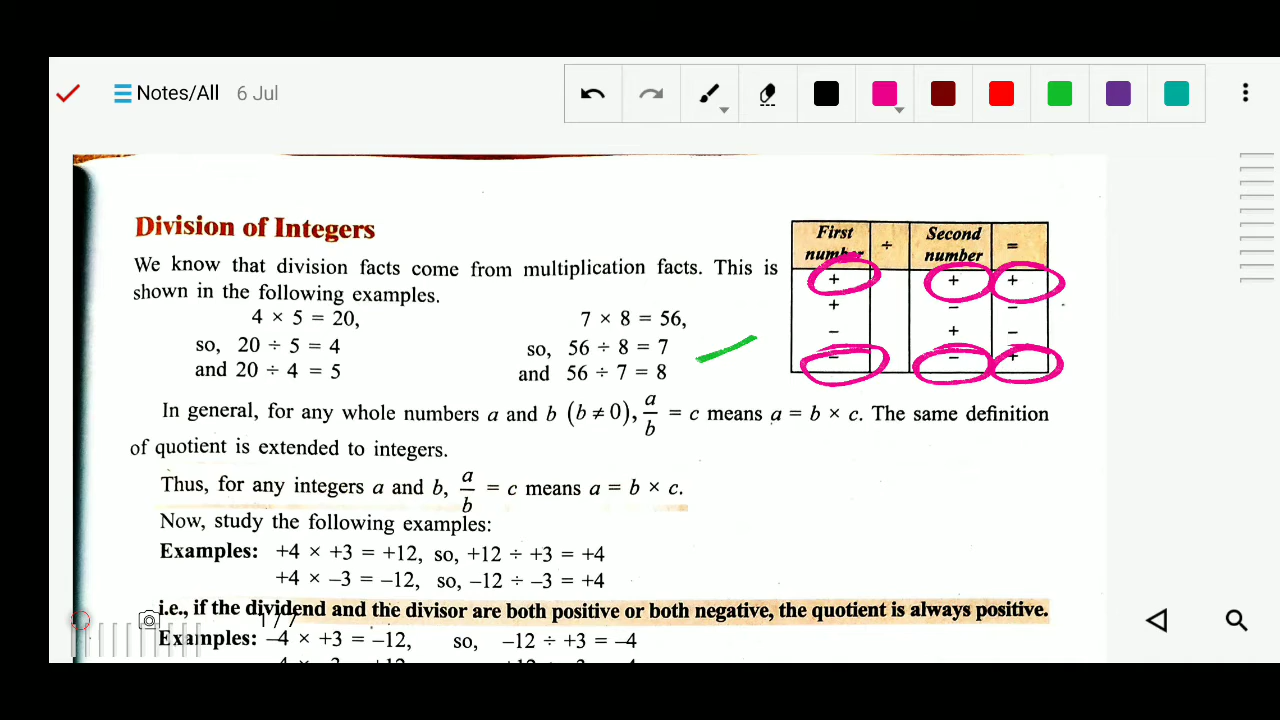 Notes/All 6 Jul
Division of Integers
We know that division facts come from multiplication facts. This is
shown in the following examples.
4 × 5 = 20, 7 × 8 = 56,
so, 20 ÷ 5 = 4 so, 56 ÷ 8 = 7
and 20 ÷ 4 = 5 and 56 ÷ 7 = 8
First number ÷ Second number =
+ + +
+ – –
– + –
– – +
In general, for any whole numbers a and b (b ≠ 0), a/b = c means a = b × c. The same definition
of quotient is extended to integers.
Thus, for any integers a and b, a/b = c means a = b × c.
Now, study the following examples:
Examples: +4 × +3 = +12, so, +12 ÷ +3 = +4
+4 × –3 = –12, so, –12 ÷ –3 = +4
i.e., if the dividend and the divisor are both positive or both negative, the quotient is always positive.
1/7
Examples: –4 × +3 = –12, so, –12 ÷ +3 = –4